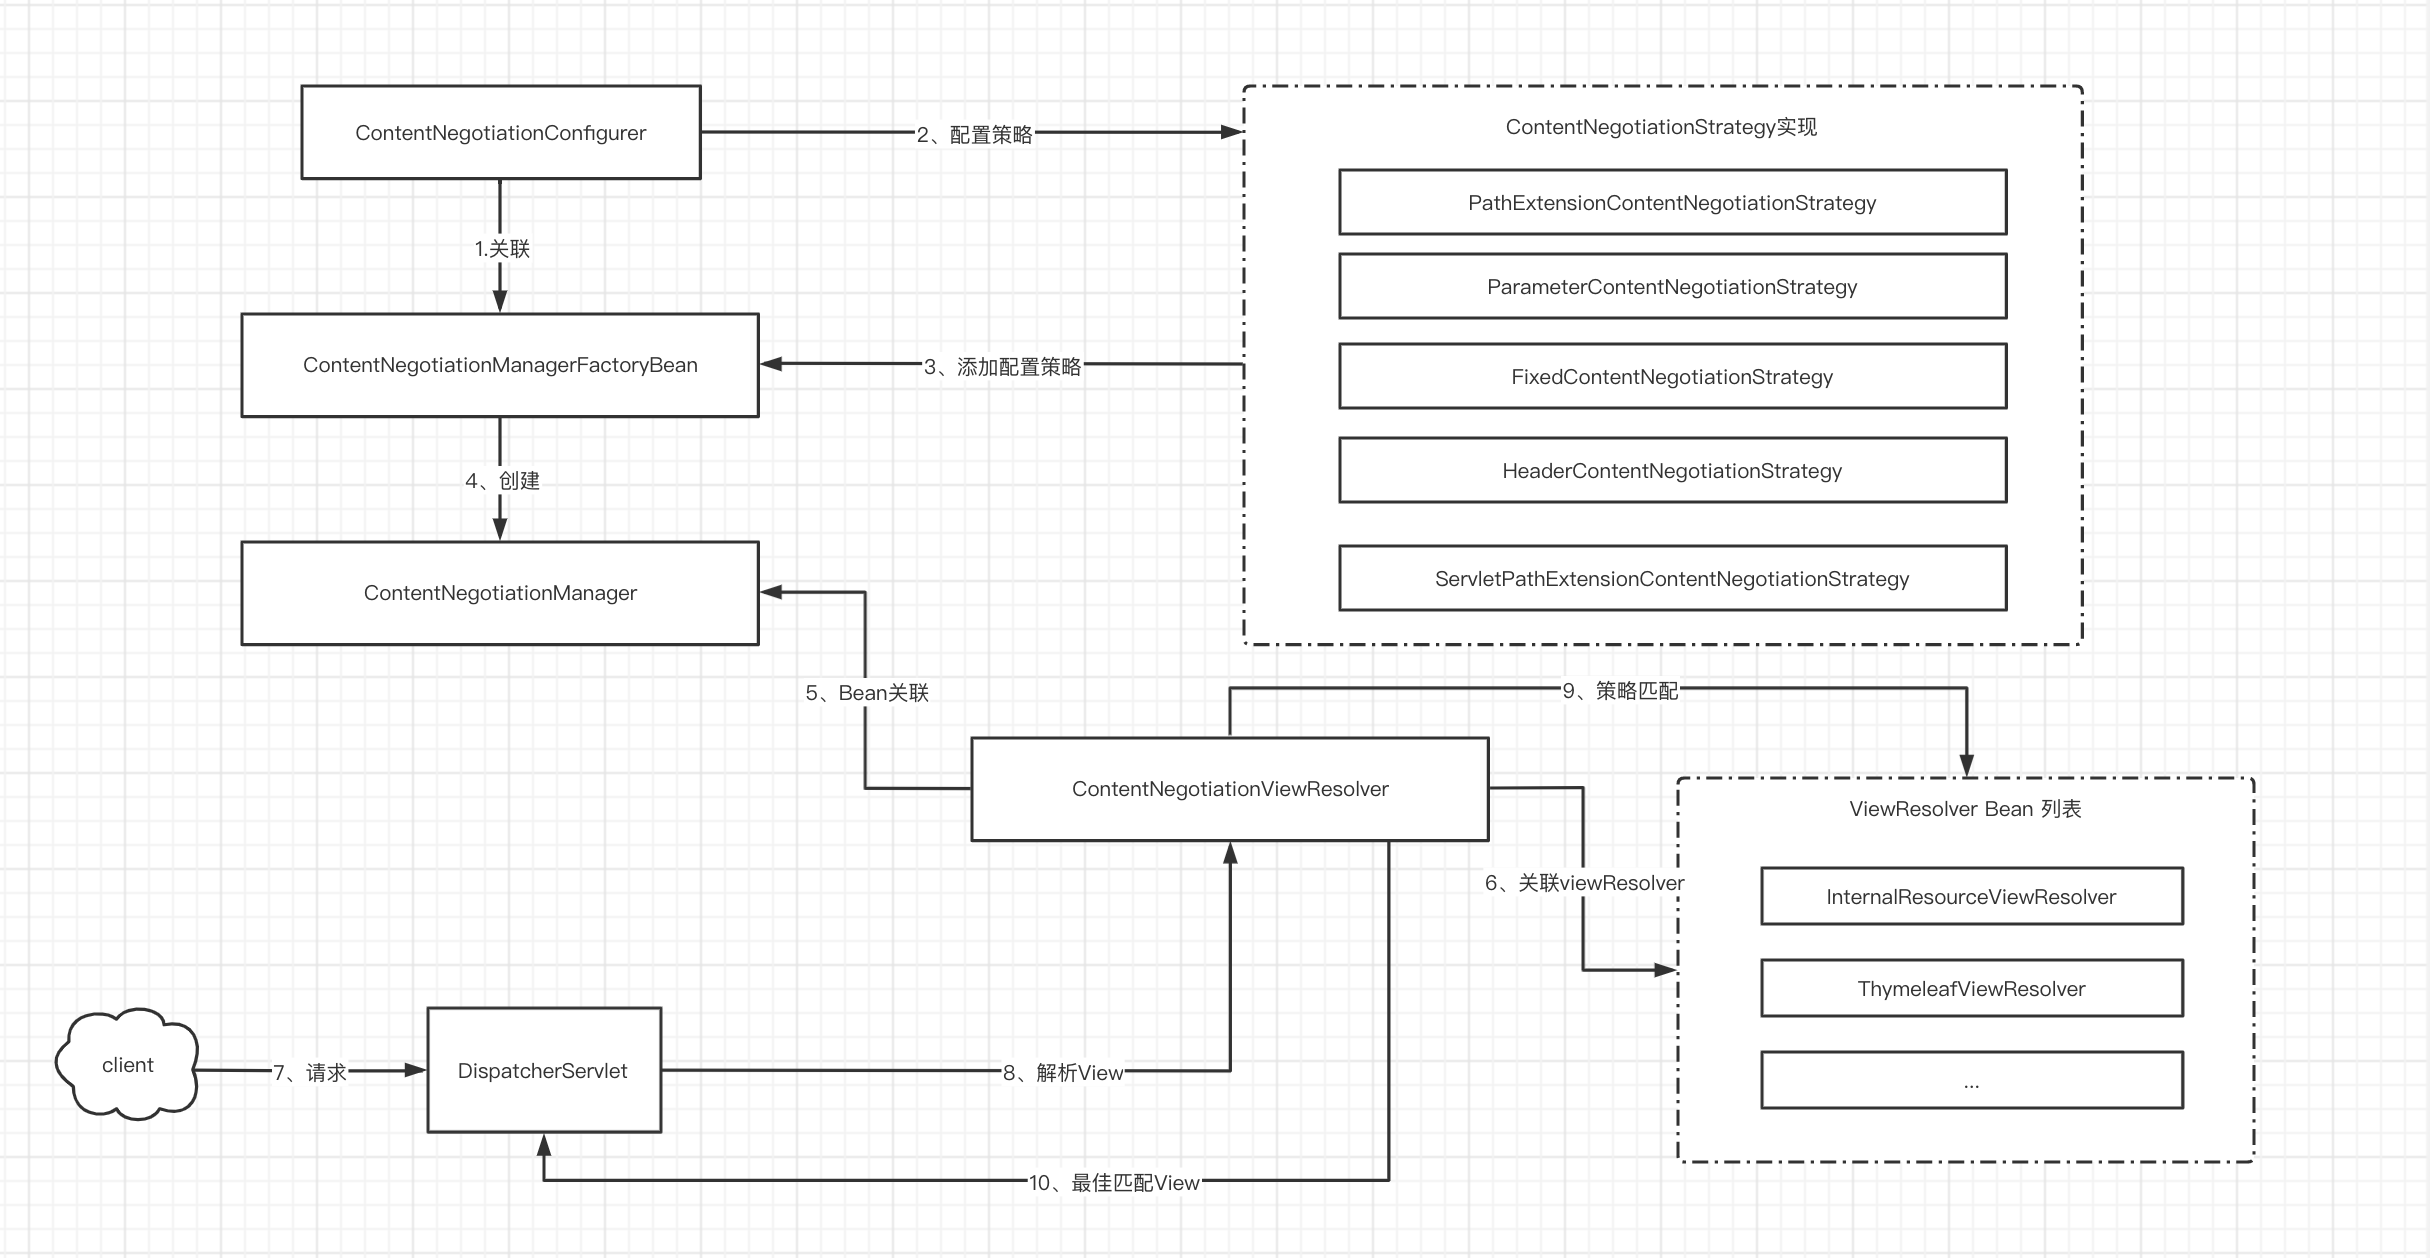 ContentNegotiationConfigurer
2、配置策略
ContentNegotiationStrategy实现
PathExtensionContentNegotiationStrategy
1.关联
ParameterContentNegotiationStrategy
ContentNegotiationManagerFactoryBean
3、添加配置策略
FixedContentNegotiationStrategy
4、创建
HeaderContentNegotiationStrategy
ContentNegotiationManager
ServletPathExtensionContentNegotiationStrategy
5、Bean关联
9、策略匹配
ContentNegotiationViewResolver
ViewResolver Bean 列表
6、关联viewResolver
InternalResourceViewResolver
ThymeleafViewResolver
...
client
7、请求
DispatcherServlet
8、解析View
10、最佳匹配View